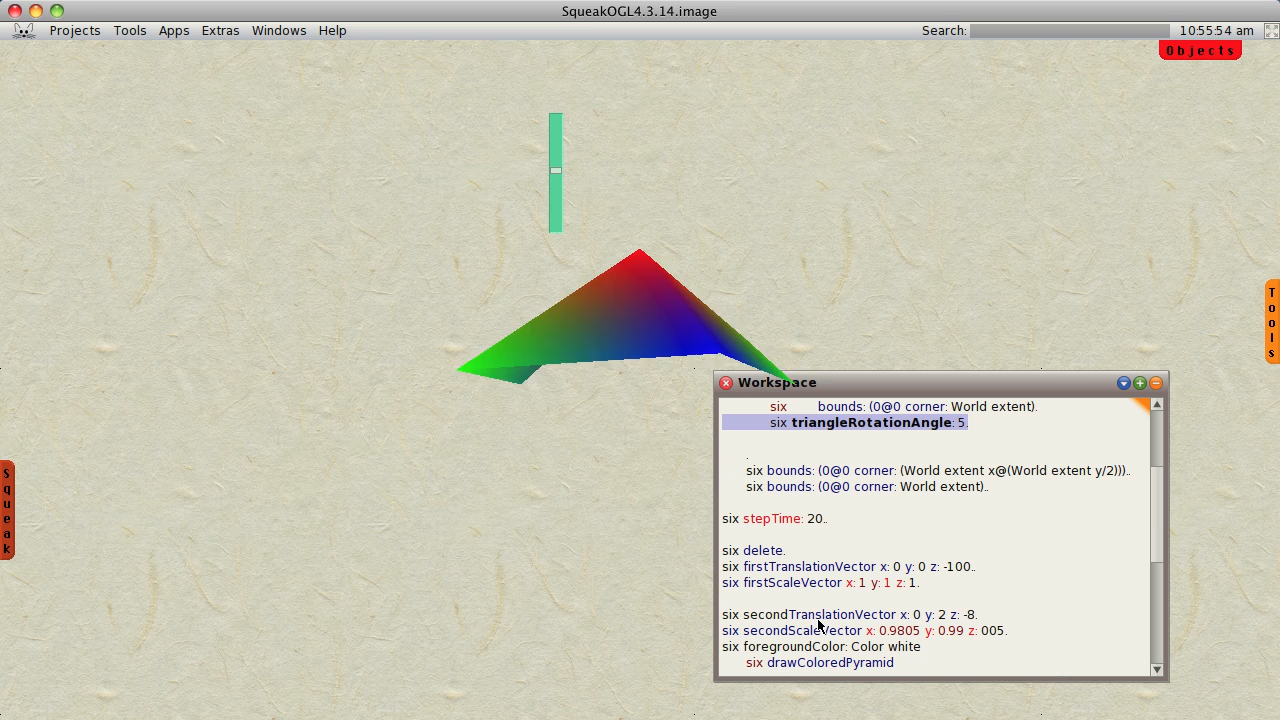 SqueakOGL4.3.14.image
Projects Tools Apps Extras Windows Help Search: 10:55:54 am
Objects
Tools
Squeak
Workspace
six bounds: (0@0 corner: World extent).
six triangleRotationAngle: 5.
.
six bounds: (0@0 corner: (World extent x@(World extent y/2)))..
six bounds: (0@0 corner: World extent)..
six stepTime: 20..
six delete.
six firstTranslationVector x: 0 y: 0 z: -100..
six firstScaleVector x: 1 y: 1 z: 1.
six secondTranslationVector x: 0 y: 2 z: -8.
six secondScaleVector x: 0.9805 y: 0.99 z: 005.
six foregroundColor: Color white
six drawColoredPyramid